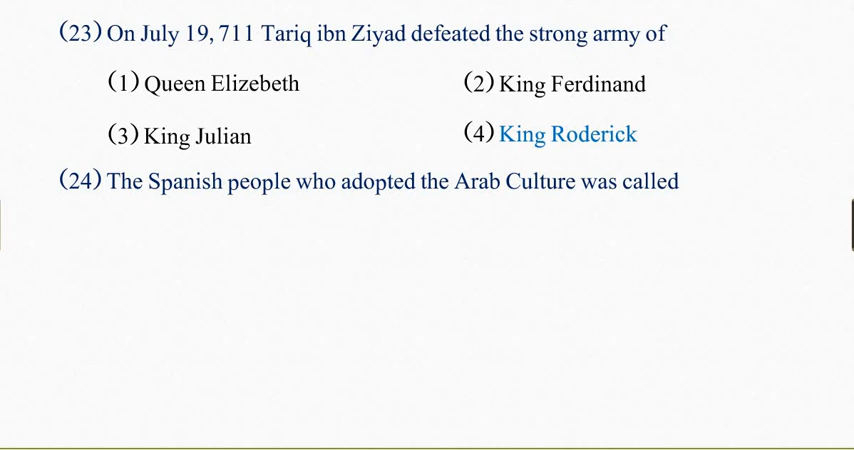 (23) On July 19, 711 Tariq ibn Ziyad defeated the strong army of
(1) Queen Elizebeth (2) King Ferdinand
(3) King Julian (4) King Roderick
(24) The Spanish people who adopted the Arab Culture was called